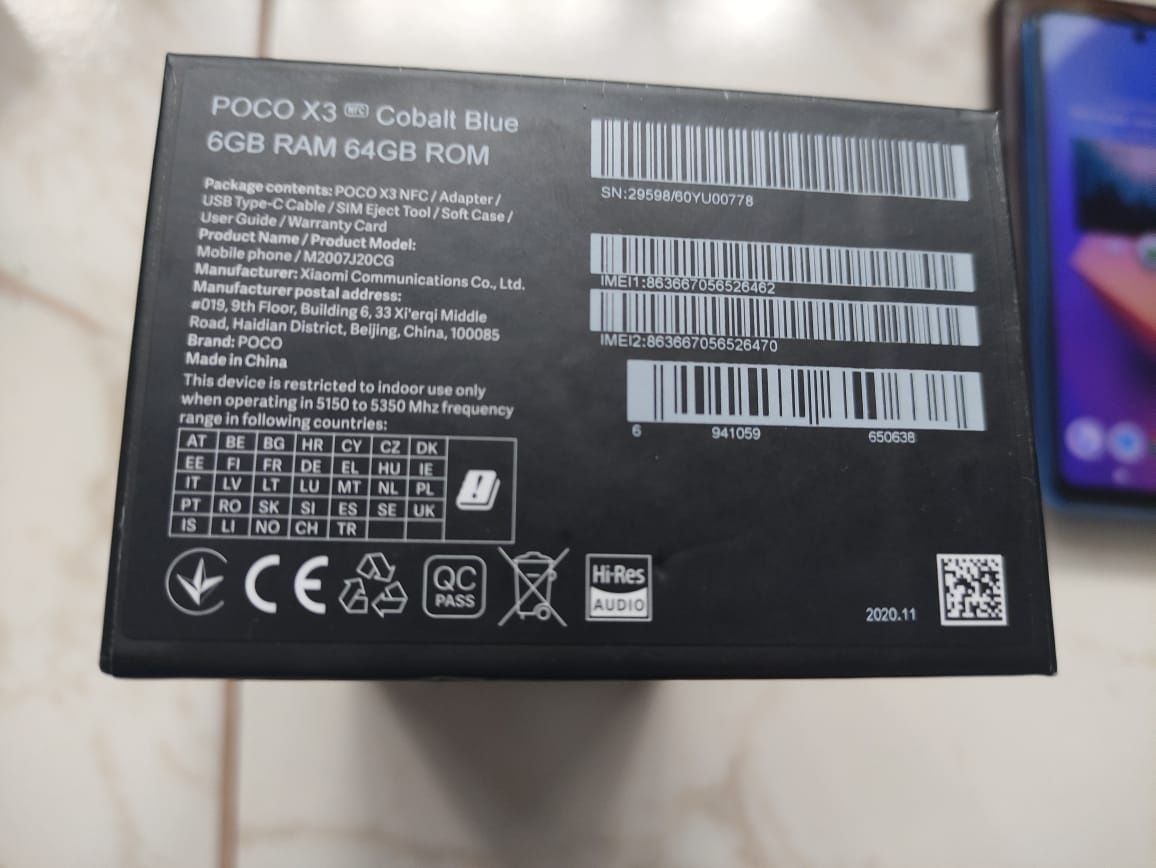 POCO X3 NFC Cobalt Blue
6GB RAM 64GB ROM
Package contents: POCO X3 NFC / Adapter /
USB Type-C Cable / SIM Eject Tool / Soft Case /
User Guide / Warranty Card
Product Name / Product Model:
Mobile phone / M2007J20CG
Manufacturer: Xiaomi Communications Co., Ltd.
Manufacturer postal address:
#019, 9th Floor, Building 6, 33 Xi'erqi Middle
Road, Haidian District, Beijing, China, 100085
Brand: POCO
Made in China
This device is restricted to indoor use only
when operating in 5150 to 5350 Mhz frequency
range in following countries:
AT BE BG HR CY CZ DK
EE FI FR DE EL HU IE
IT LV LT LU MT NL PL
PT RO SK SI ES SE UK
IS LI NO CH TR
CE
QC
PASS
Hi-Res
AUDIO
SN:29598/60YU00778
IMEI1:863667056526462
IMEI2:863667056526470
6 941059 650638
2020.11